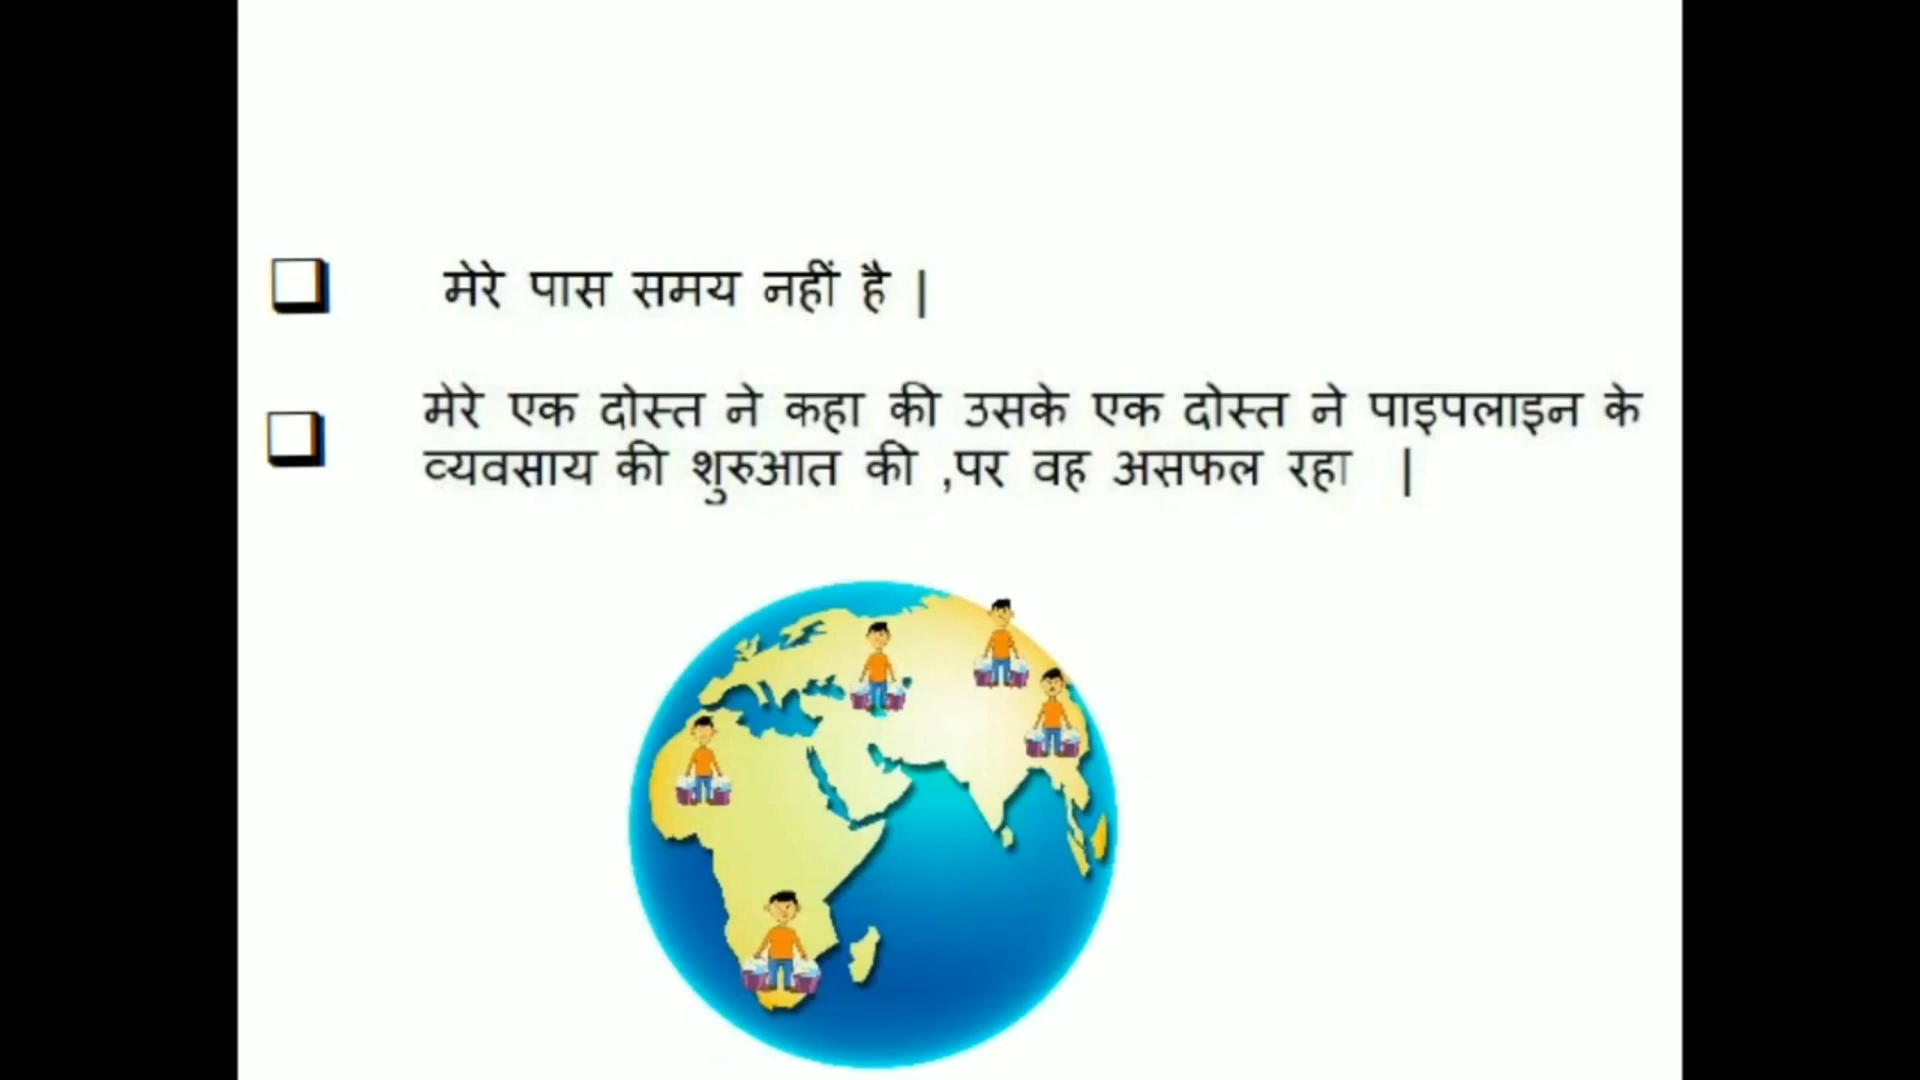 मेरे पास समय नहीं है |
मेरे एक दोस्त ने कहा की उसके एक दोस्त ने पाइपलाइन के
व्यवसाय की शुरुआत की ,पर वह असफल रहा |